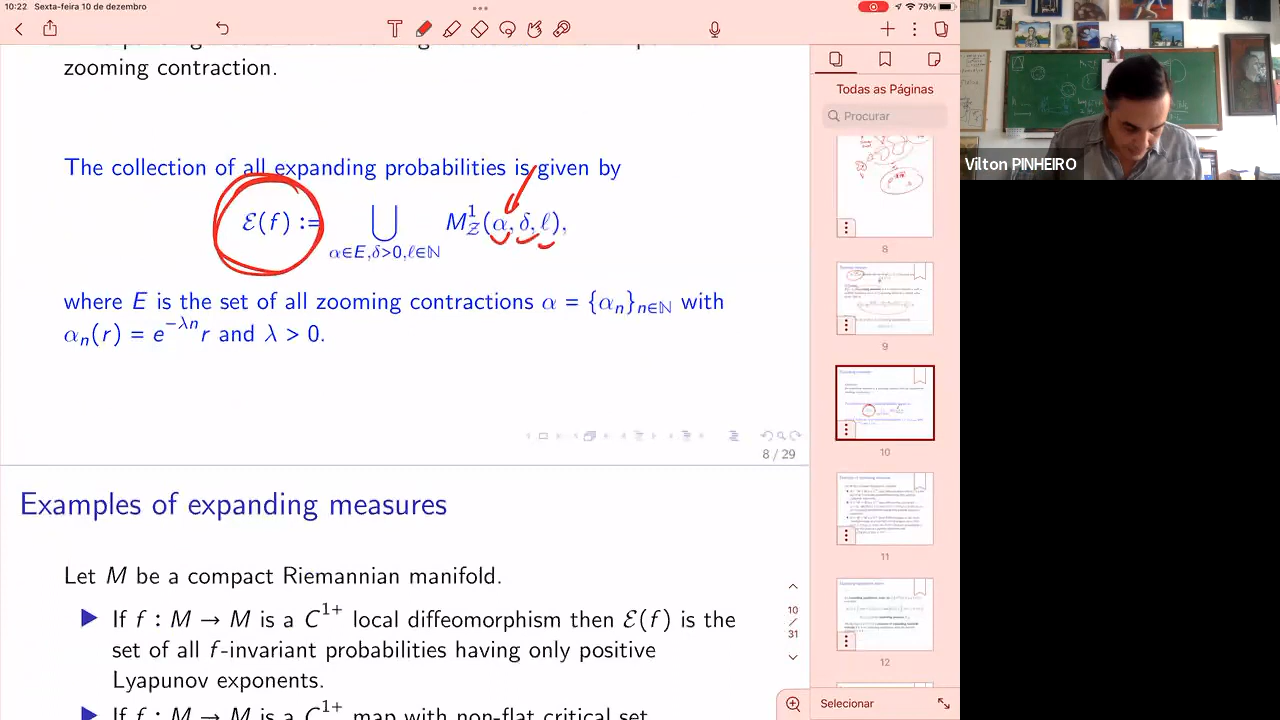 10:22 Sexta-feira 10 de dezembro
79%
zooming contraction.
The collection of all expanding probabilities is given by
ℰ(f) := ⋃_{α∈E,δ>0,ℓ∈ℕ} M^1_𝒵(α, δ, ℓ),
where E is the set of all zooming contractions α = {α_n}_{n∈ℕ} with
α_n(r) = e^{−λn} r and λ > 0.
8 / 29
Examples of expanding measures
Let M be a compact Riemannian manifold.
If f : M → M is a C^{1+} local diffeomorphism then ℰ(f) is the
set of all f-invariant probabilities having only positive
Lyapunov exponents.
If f : M → M is a C^{1+} map with non-flat critical set
10
31
Todas as Páginas
Procurar
8
9
10
11
12
Selecionar
Vilton PINHEIRO